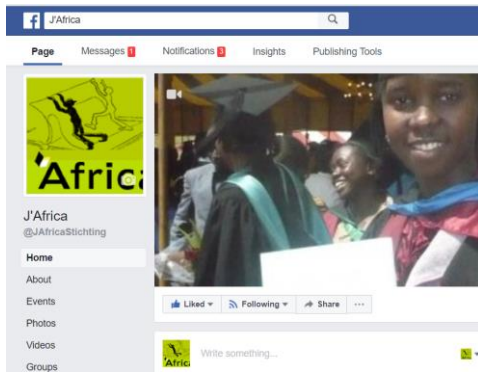 J'Africa
Page Messages 1 Notifications 3 Insights Publishing Tools
'Africa
J'Africa
@JAfricaStichting
Home
About
Events
Photos
Videos
Groups
Liked Following Share ...
'Afric
Write something...